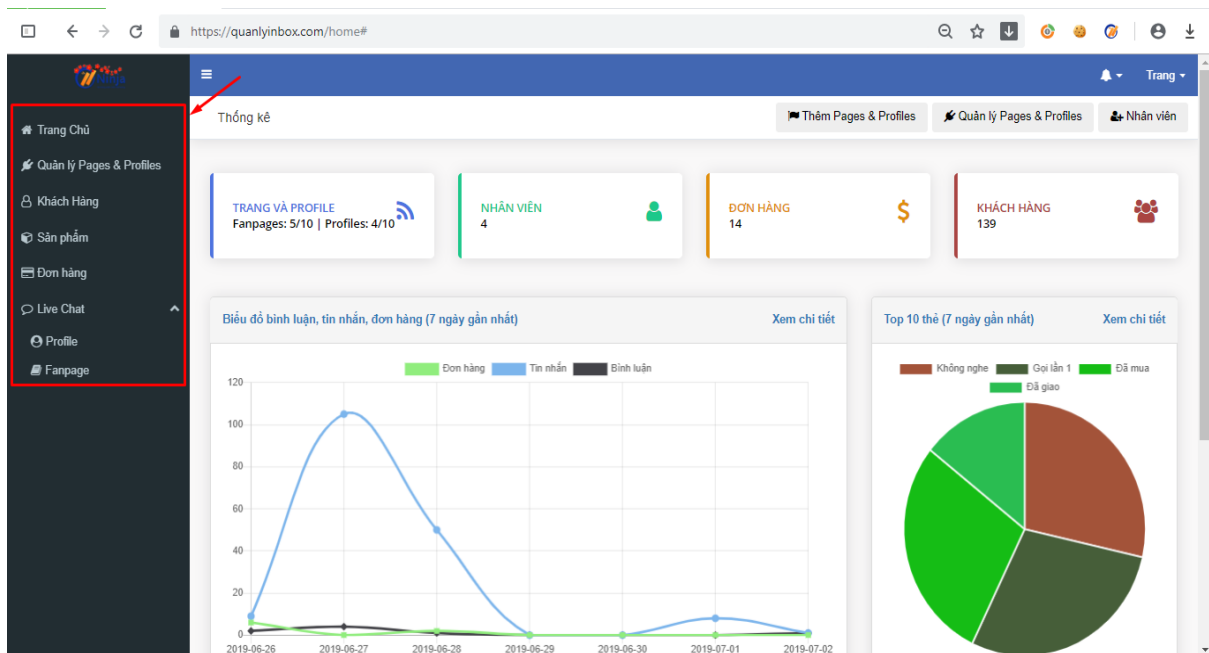 https://quanlyinbox.com/home#
Trang
Trang Chủ
Quản lý Pages & Profiles
Khách Hàng
Sản phẩm
Đơn hàng
Live Chat
Profile
Fanpage
Thống kê
Thêm Pages & Profiles
Quản lý Pages & Profiles
Nhân viên
TRANG VÀ PROFILE
Fanpages: 5/10 | Profiles: 4/10
NHÂN VIÊN
4
ĐƠN HÀNG
14
KHÁCH HÀNG
139
Biểu đồ bình luận, tin nhắn, đơn hàng (7 ngày gần nhất)
Xem chi tiết
Đơn hàng Tin nhắn Bình luận
120
100
80
60
40
20
0
2019-06-26 2019-06-27 2019-06-28 2019-06-29 2019-06-30 2019-07-01 2019-07-02
Top 10 thẻ (7 ngày gần nhất)
Xem chi tiết
Không nghe Gọi lần 1 Đã mua
Đã giao